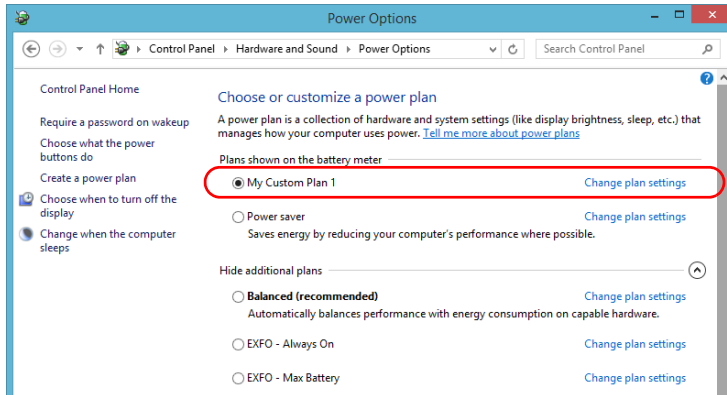 Power Options
Control Panel ▸ Hardware and Sound ▸ Power Options
Search Control Panel
Control Panel Home
Require a password on wakeup
Choose what the power
buttons do
Create a power plan
Choose when to turn off the
display
Change when the computer
sleeps
Choose or customize a power plan
A power plan is a collection of hardware and system settings (like display brightness, sleep, etc.) that
manages how your computer uses power. Tell me more about power plans
Plans shown on the battery meter
My Custom Plan 1 Change plan settings
Power saver Change plan settings
Saves energy by reducing your computer's performance where possible.
Hide additional plans
Balanced (recommended) Change plan settings
Automatically balances performance with energy consumption on capable hardware.
EXFO - Always On Change plan settings
EXFO - Max Battery Change plan settings